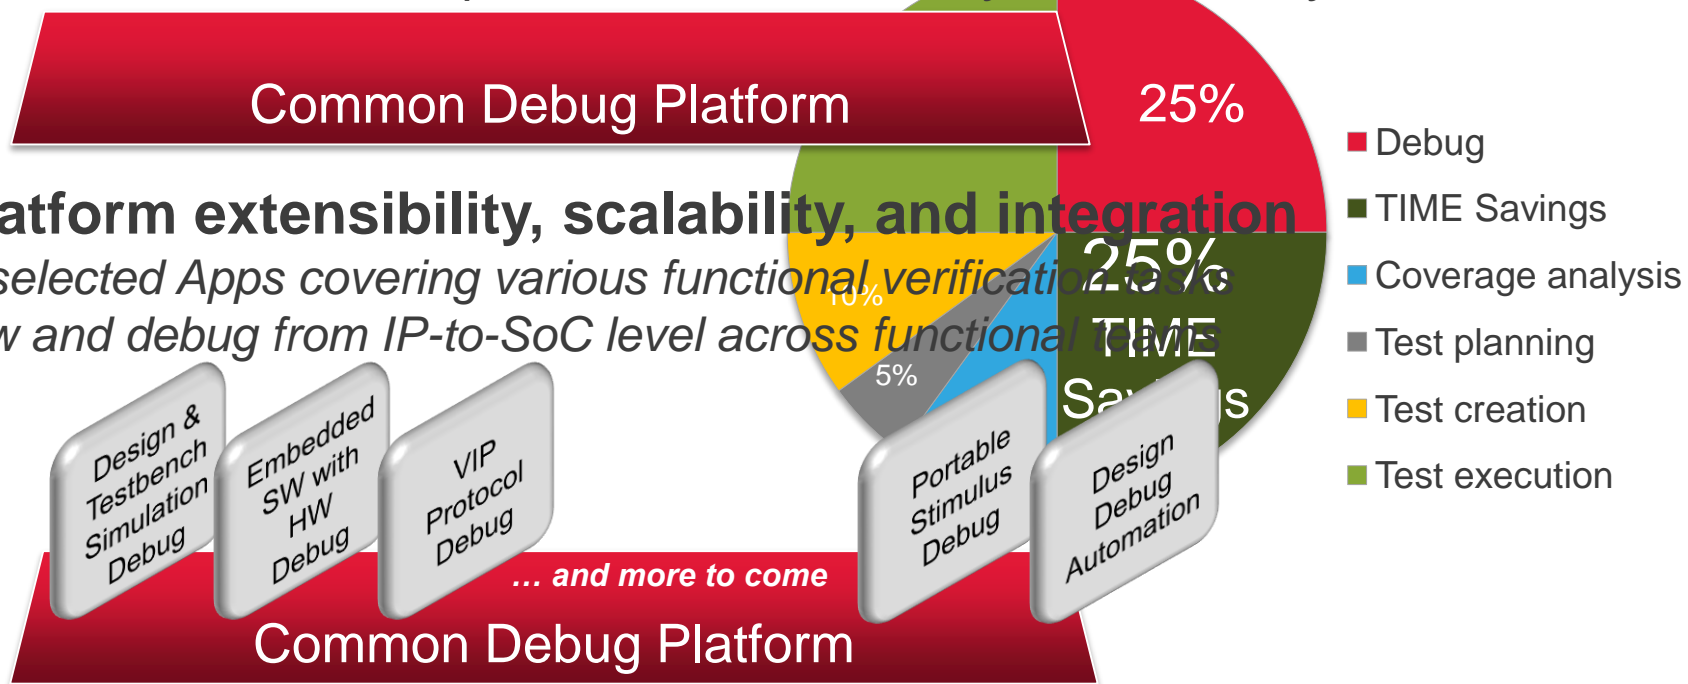 Common Debug Platform
25%
Debug
TIME Savings
Coverage analysis
Test planning
Test creation
Test execution
atform extensibility, scalability, and integration
selected Apps covering various functional verification tasks
w and debug from IP-to-SoC level across functional teams
10%
5%
25%
TIME
Savings
Design &
Testbench
Simulation
Debug
Embedded
SW with
HW
Debug
VIP
Protocol
Debug
Portable
Stimulus
Debug
Design
Debug
Automation
… and more to come
Common Debug Platform